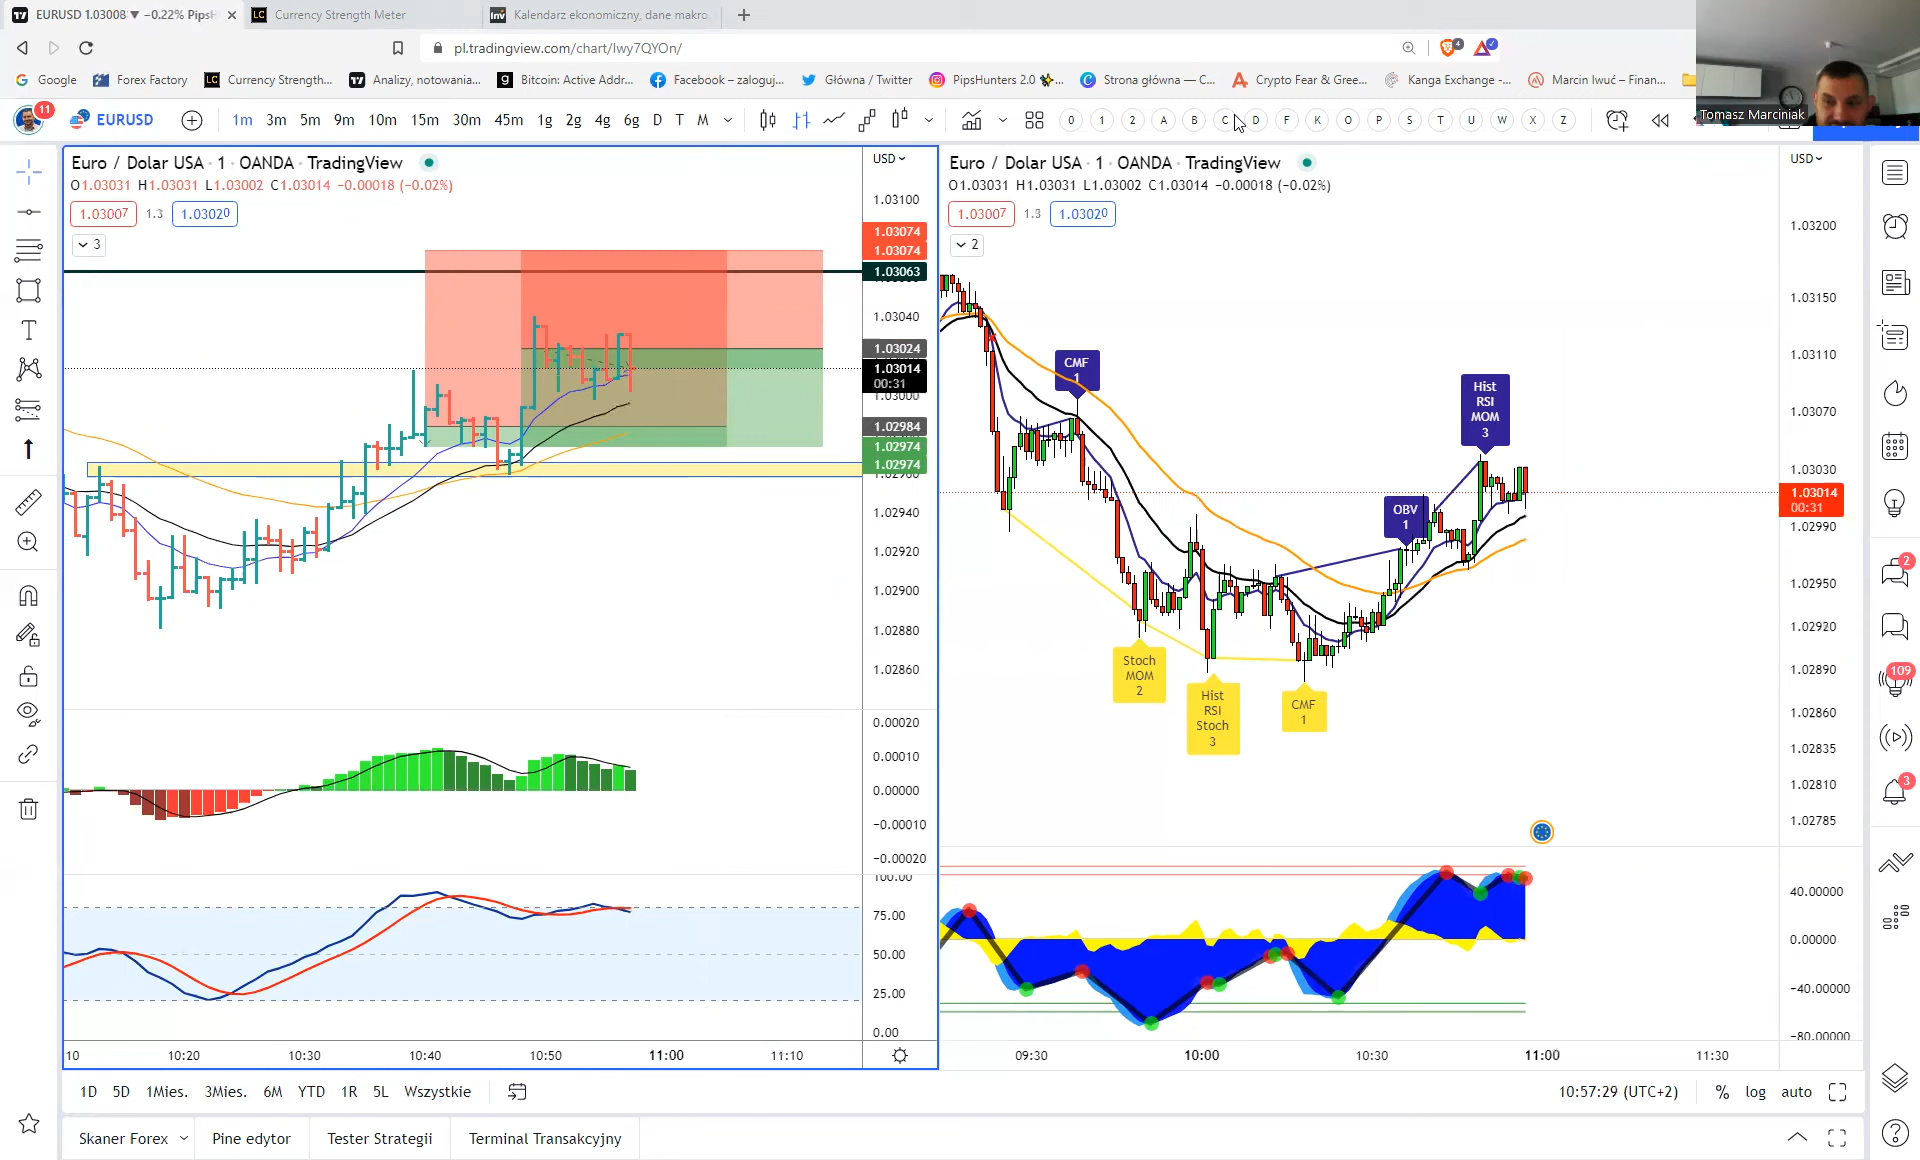 EURUSD 1.03008 ▼ −0.22% PipsH
Currency Strength Meter
Kalendarz ekonomiczny, dane makro,
pl.tradingview.com/chart/Iwy7QYOn/
4
Google
Forex Factory
Currency Strength...
Analizy, notowania...
Bitcoin: Active Addr...
Facebook – zaloguj...
Główna / Twitter
PipsHunters 2.0
Strona główna — C...
Crypto Fear & Gree...
Kanga Exchange -...
Marcin Iwuć – Finan...
Tomasz Marciniak
11
EURUSD
1m 3m 5m 9m 10m 15m 30m 45m 1g 2g 4g 6g D T M
0 1 2 A B C D F K O P S T U W X Z
Euro / Dolar USA · 1 · OANDA · TradingView
O1.03031 H1.03031 L1.03002 C1.03014 −0.00018 (−0.02%)
1.03007 1.3 1.03020
3
USD
1.03100
1.03074
1.03074
1.03063
1.03040
1.03024
1.03014
00:31
1.03000
1.02984
1.02974
1.02974
1.02960
1.02940
1.02920
1.02900
1.02880
1.02860
0.00020
0.00010
0.00000
−0.00010
−0.00020
100.00
75.00
50.00
25.00
0.00
10 10:20 10:30 10:40 10:50 11:00 11:10
Euro / Dolar USA · 1 · OANDA · TradingView
O1.03031 H1.03031 L1.03002 C1.03014 −0.00018 (−0.02%)
1.03007 1.3 1.03020
2
USD
CMF
1
Hist
RSI
MOM
3
OBV
1
Stoch
MOM
2
Hist
RSI
Stoch
3
CMF
1
1.03200
1.03150
1.03110
1.03070
1.03030
1.03014
00:31
1.02990
1.02950
1.02920
1.02890
1.02860
1.02835
1.02810
1.02785
40.00000
0.00000
−40.00000
−80.00000
09:30 10:00 10:30 11:00 11:30
2
109
3
1D 5D 1Mies. 3Mies. 6M YTD 1R 5L Wszystkie
10:57:29 (UTC+2)
% log auto
Skaner Forex
Pine edytor
Tester Strategii
Terminal Transakcyjny